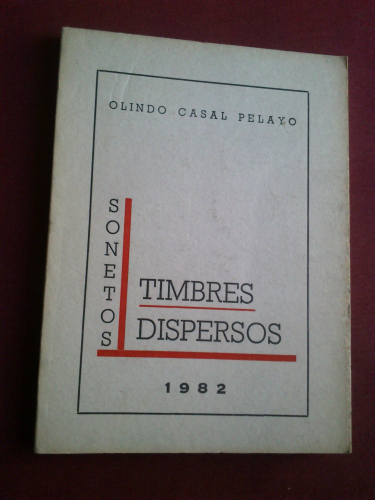 OLINDO CASAL PELAYO
SONETOS
TIMBRES
DISPERSOS
1982